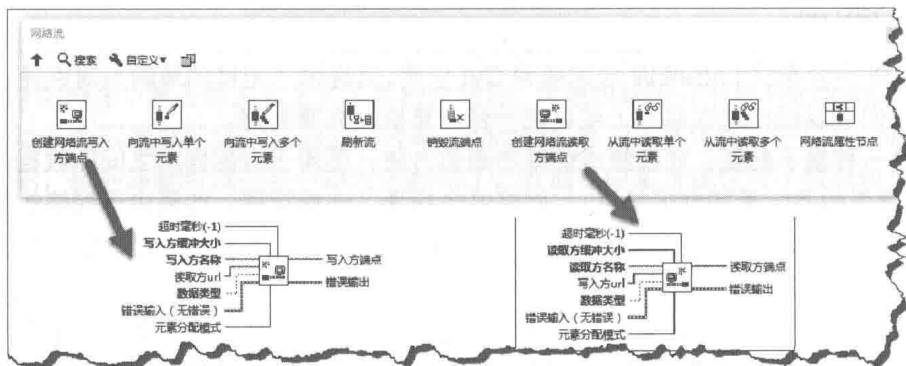 网络流
搜索 自定义▼
创建网络流写入方端点
向流中写入单个元素
向流中写入多个元素
刷新流
销毁流端点
创建网络流读取方端点
从流中读取单个元素
从流中读取多个元素
网络流属性节点
超时毫秒(-1)
写入方缓冲大小
写入方名称
读取方url
数据类型
错误输入（无错误）
元素分配模式
写入方端点
错误输出
超时毫秒(-1)
读取方缓冲大小
读取方名称
写入方url
数据类型
错误输入（无错误）
元素分配模式
读取方端点
错误输出